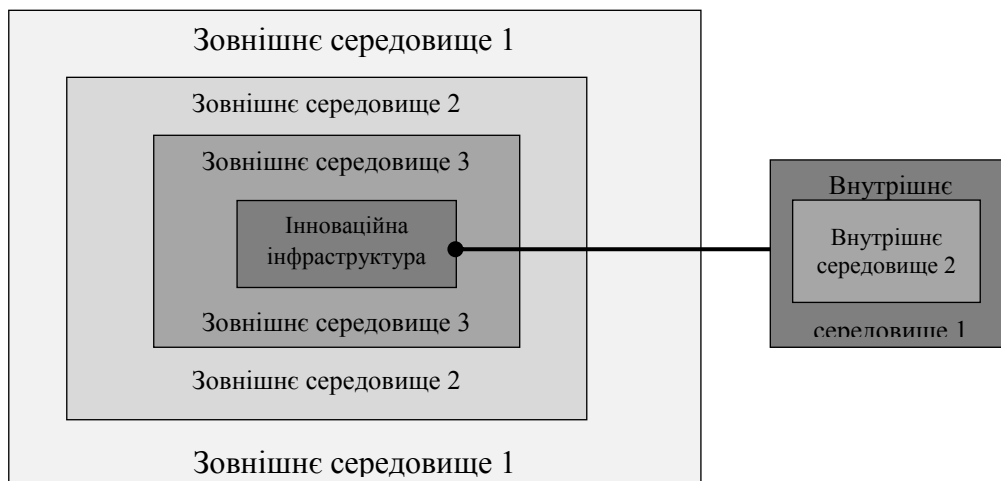 Зовнішнє середовище 1
Зовнішнє середовище 2
Зовнішнє середовище 3
Інноваційна
інфраструктура
Зовнішнє середовище 3
Зовнішнє середовище 2
Зовнішнє середовище 1
Внутрішнє
Внутрішнє
середовище 2
середовище 1